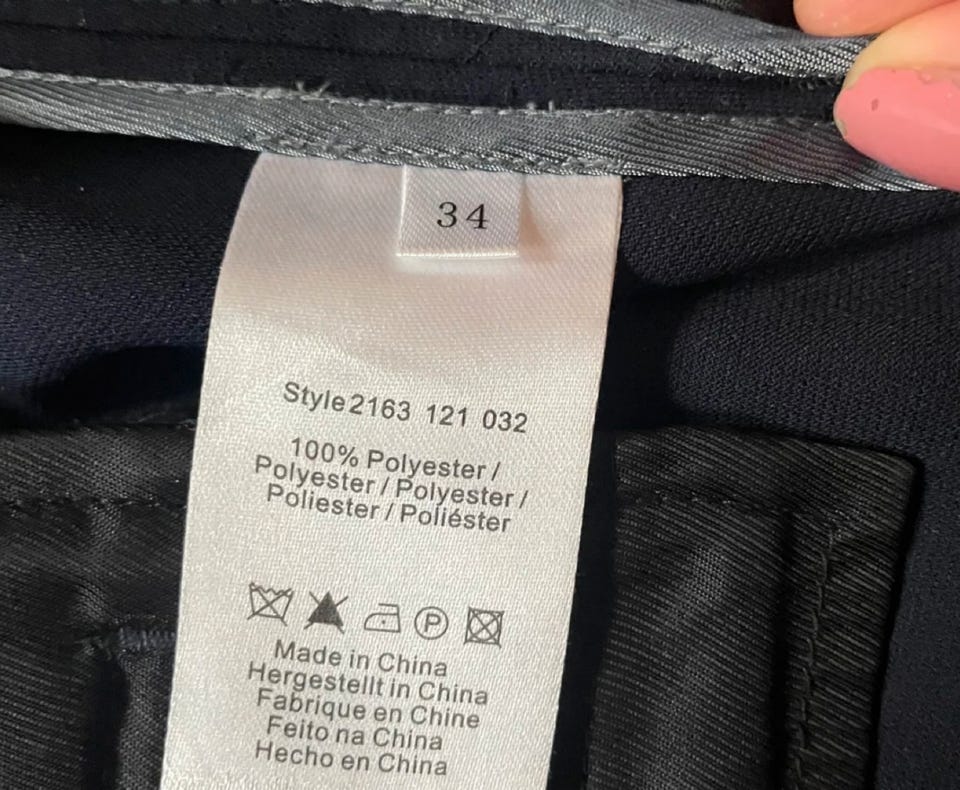 34
Style2163 121 032
100% Polyester /
Polyester / Polyester /
Poliester / Poliéster
P
Made in China
Hergestellt in China
Fabrique en Chine
Feito na China
Hecho en China